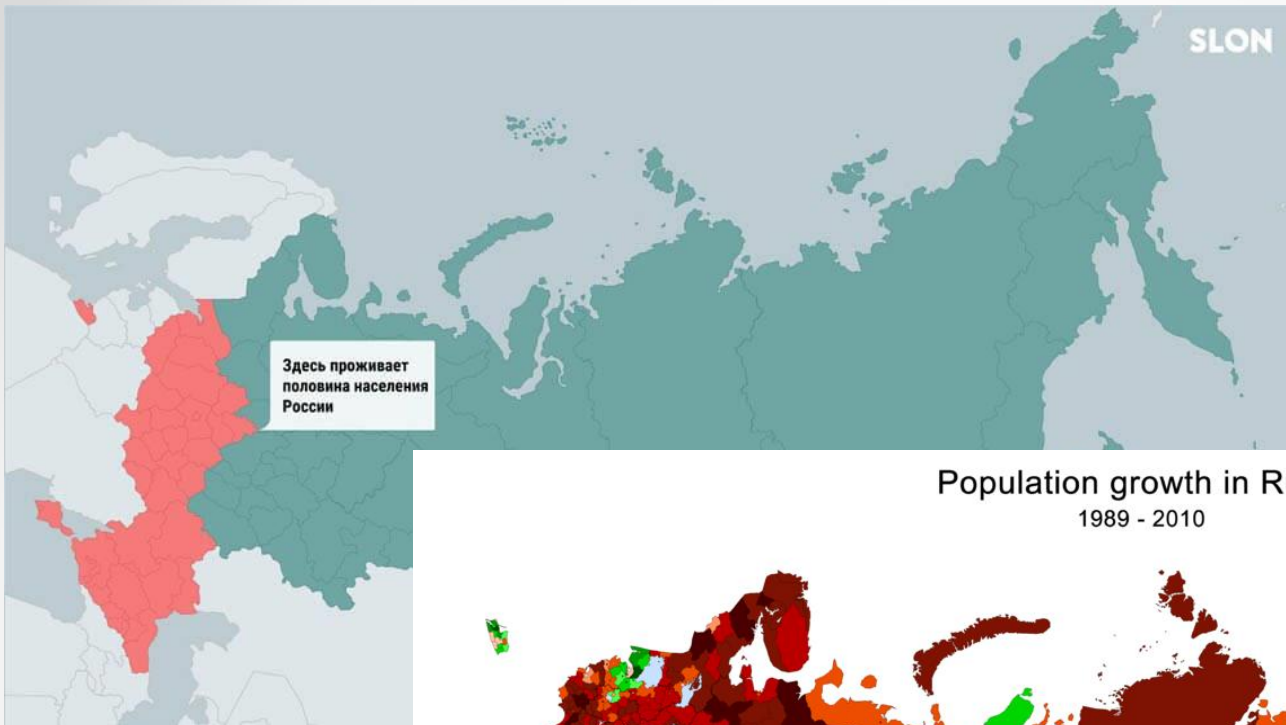 SLON
Здесь проживает
половина населения
России
Population growth in R
1989 - 2010